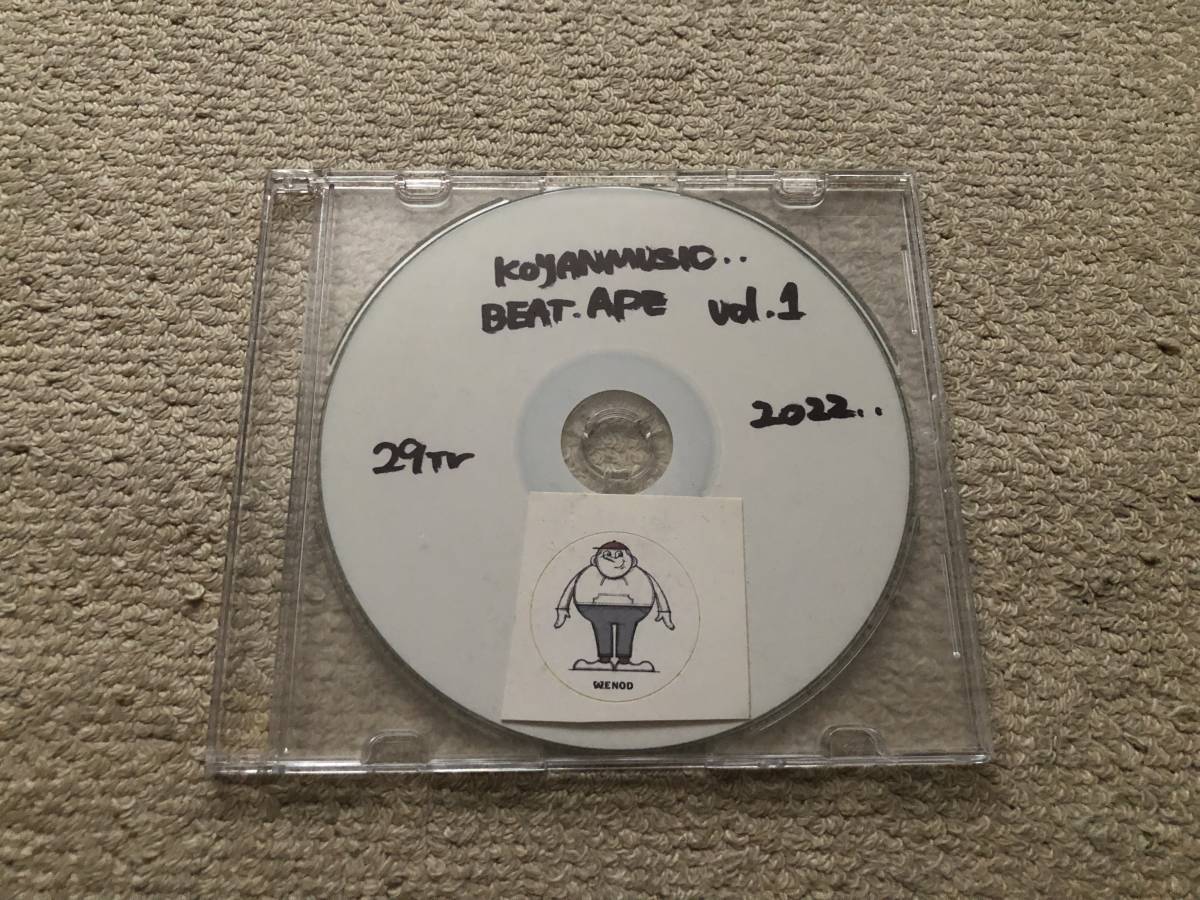 KOYANMUSIC..
BEAT.APE vol.1
2022..
29Tr
WENOD